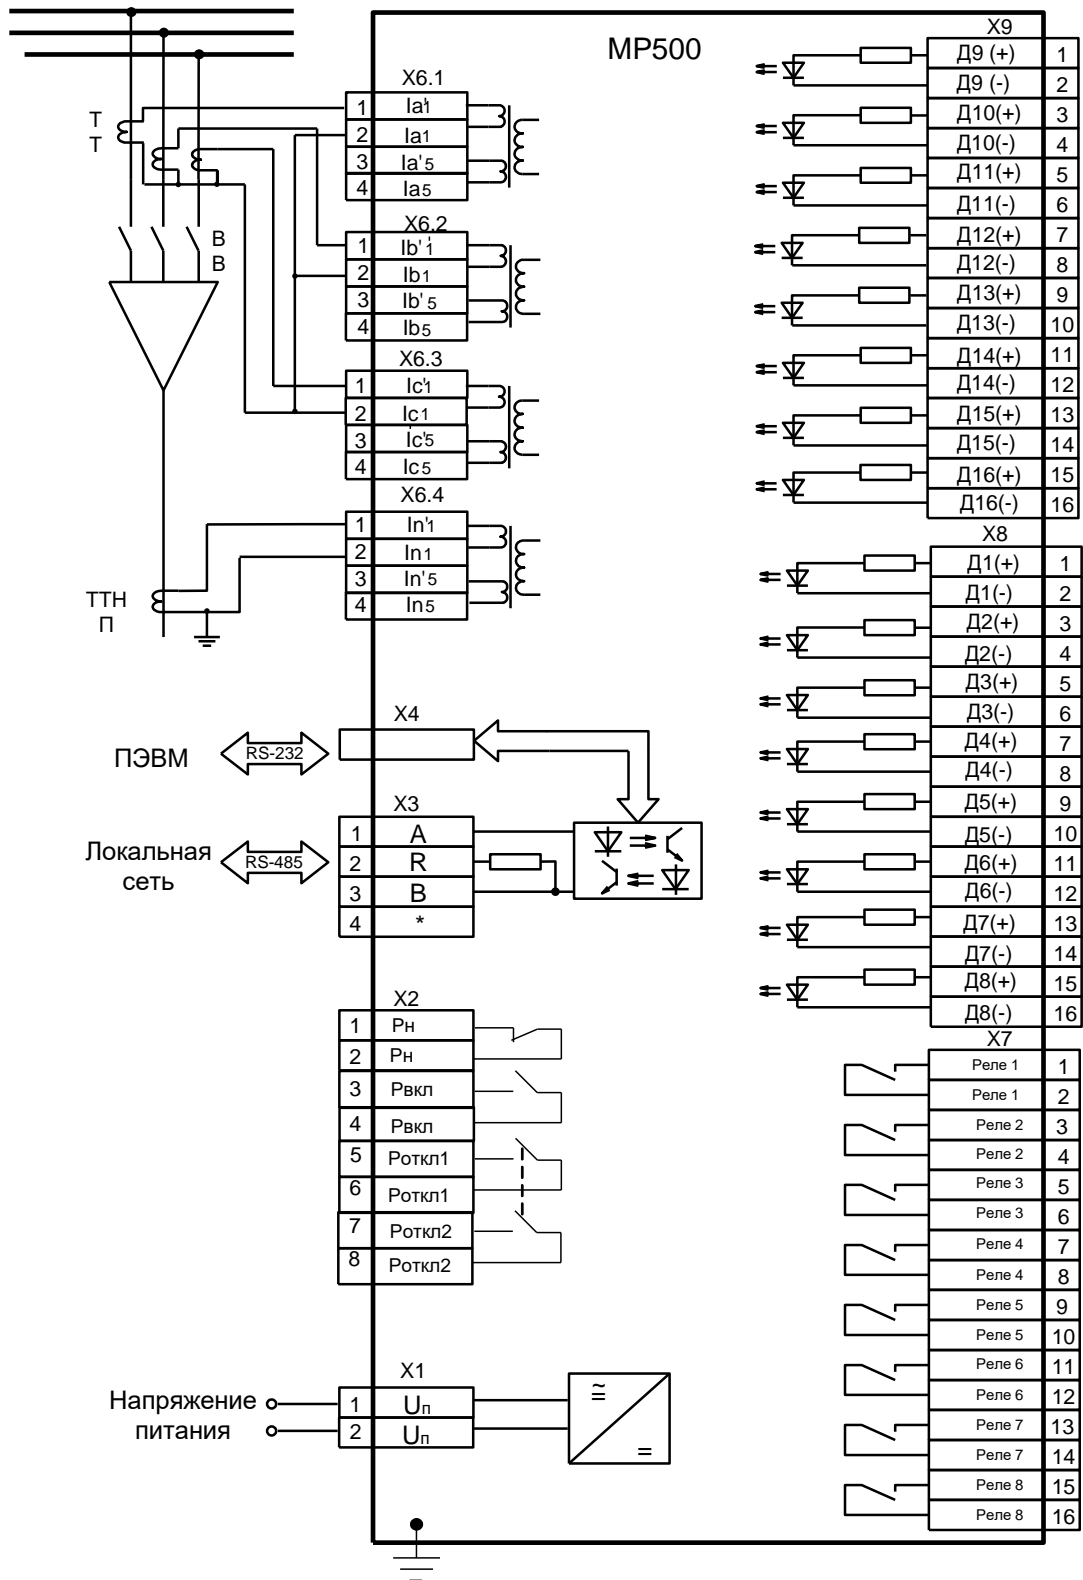 МР500
Т
Т
В
В
X6.1
1 Ia'1
2 Ia1
3 Ia'5
4 Ia5
X6.2
1 Ib'1
2 Ib1
3 Ib'5
4 Ib5
X6.3
1 Ic'1
2 Ic1
3 Ic'5
4 Ic5
X6.4
1 In'1
2 In1
3 In'5
4 In5
ТТН
П
X4
ПЭВМ
RS-232
X3
Локальная
сеть
RS-485
1 A
2 R
3 B
4 *
X2
1 Рн
2 Рн
3 Рвкл
4 Рвкл
5 Роткл1
6 Роткл1
7 Роткл2
8 Роткл2
X1
Напряжение
питания
1 Uп
2 Uп
X9
Д9 (+) 1
Д9 (-) 2
Д10(+) 3
Д10(-) 4
Д11(+) 5
Д11(-) 6
Д12(+) 7
Д12(-) 8
Д13(+) 9
Д13(-) 10
Д14(+) 11
Д14(-) 12
Д15(+) 13
Д15(-) 14
Д16(+) 15
Д16(-) 16
X8
Д1(+) 1
Д1(-) 2
Д2(+) 3
Д2(-) 4
Д3(+) 5
Д3(-) 6
Д4(+) 7
Д4(-) 8
Д5(+) 9
Д5(-) 10
Д6(+) 11
Д6(-) 12
Д7(+) 13
Д7(-) 14
Д8(+) 15
Д8(-) 16
X7
Реле 1 1
Реле 1 2
Реле 2 3
Реле 2 4
Реле 3 5
Реле 3 6
Реле 4 7
Реле 4 8
Реле 5 9
Реле 5 10
Реле 6 11
Реле 6 12
Реле 7 13
Реле 7 14
Реле 8 15
Реле 8 16